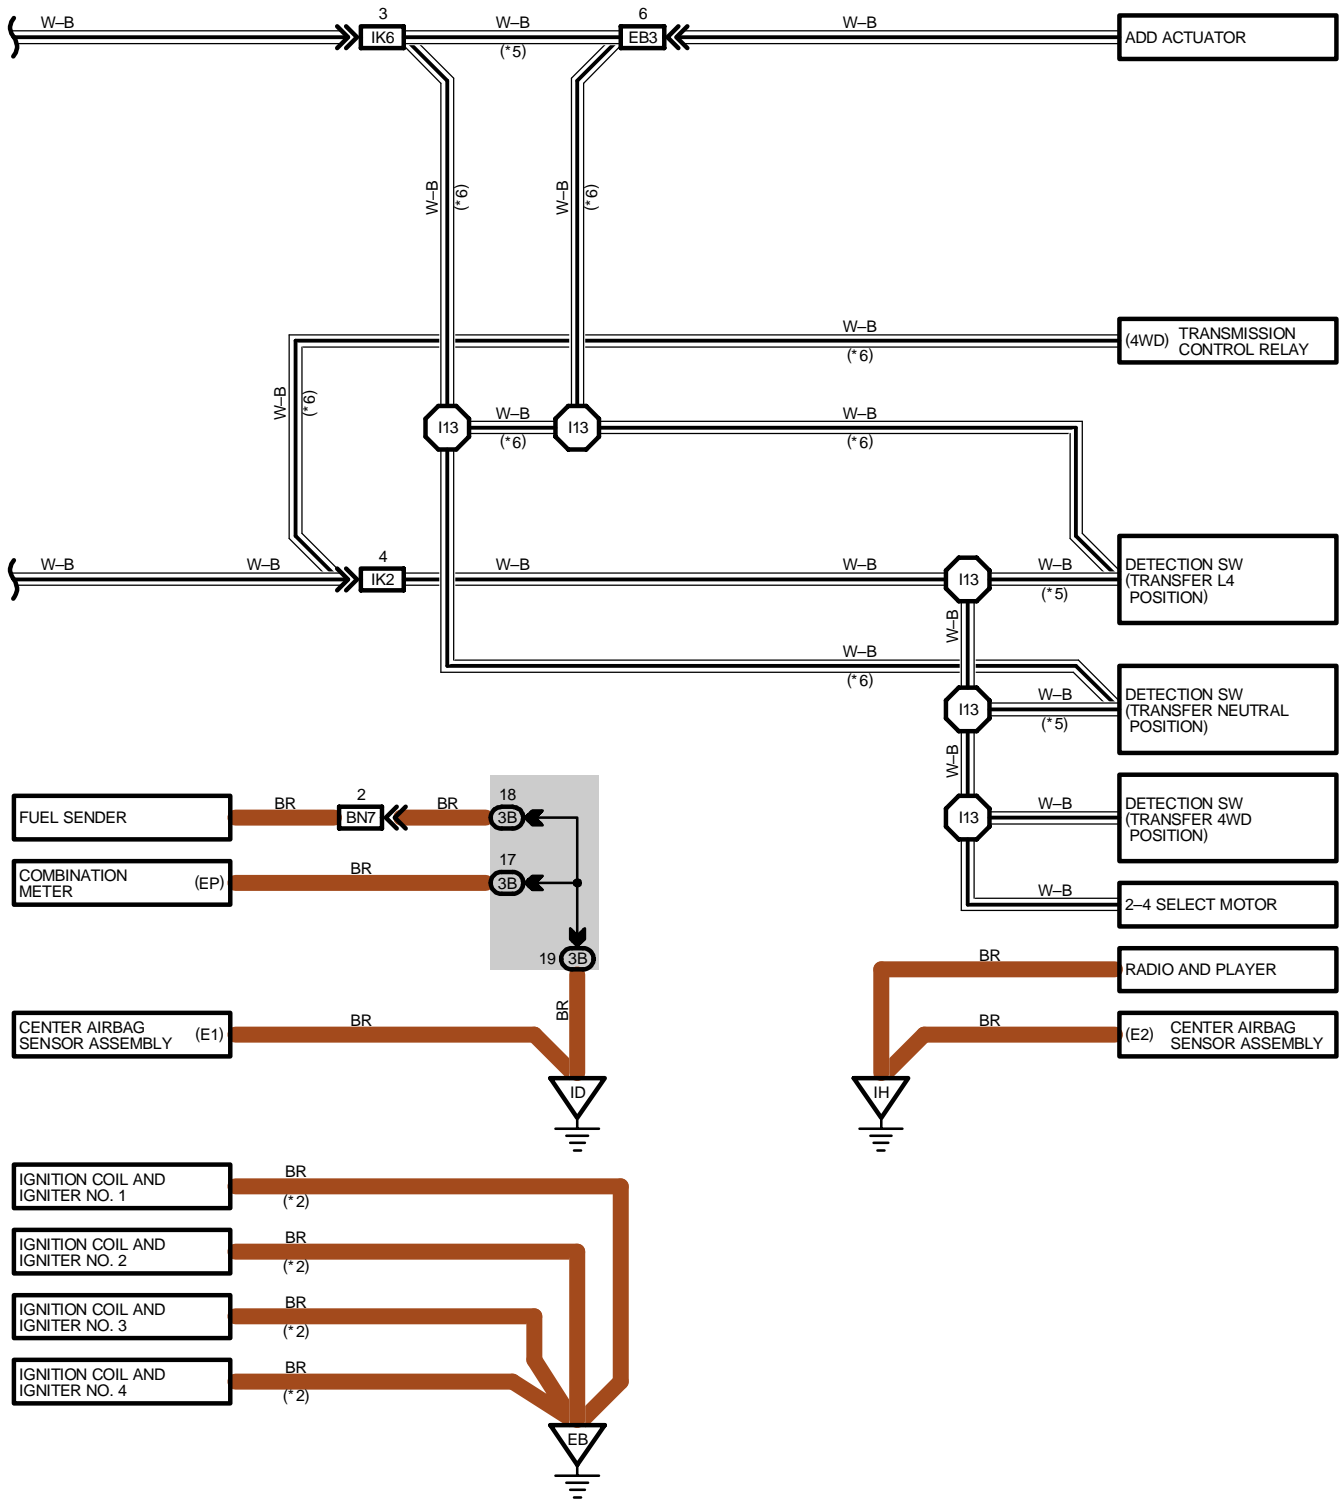 3
6
W–B
W–B
W–B
IK6
EB3
ADD ACTUATOR
(*5)
W–B
(*6)
W–B
(*6)
W–B
(*6)
(4WD) TRANSMISSION
CONTROL RELAY
W–B
(*6)
I13
W–B
(*6)
I13
W–B
(*6)
W–B
W–B
4
IK2
W–B
W–B
I13
W–B
(*5)
DETECTION SW
(TRANSFER L4
POSITION)
W–B
W–B
(*6)
I13
W–B
(*5)
DETECTION SW
(TRANSFER NEUTRAL
POSITION)
W–B
I13
W–B
DETECTION SW
(TRANSFER 4WD
POSITION)
W–B
2–4 SELECT MOTOR
FUEL SENDER
BR
2
BN7
BR
18
3B
COMBINATION
METER
(EP)
BR
17
3B
19
3B
BR
BR
RADIO AND PLAYER
CENTER AIRBAG
SENSOR ASSEMBLY
(E1)
BR
BR
(E2)
CENTER AIRBAG
SENSOR ASSEMBLY
ID
IH
IGNITION COIL AND
IGNITER NO. 1
BR
(*2)
IGNITION COIL AND
IGNITER NO. 2
BR
(*2)
IGNITION COIL AND
IGNITER NO. 3
BR
(*2)
IGNITION COIL AND
IGNITER NO. 4
BR
(*2)
EB